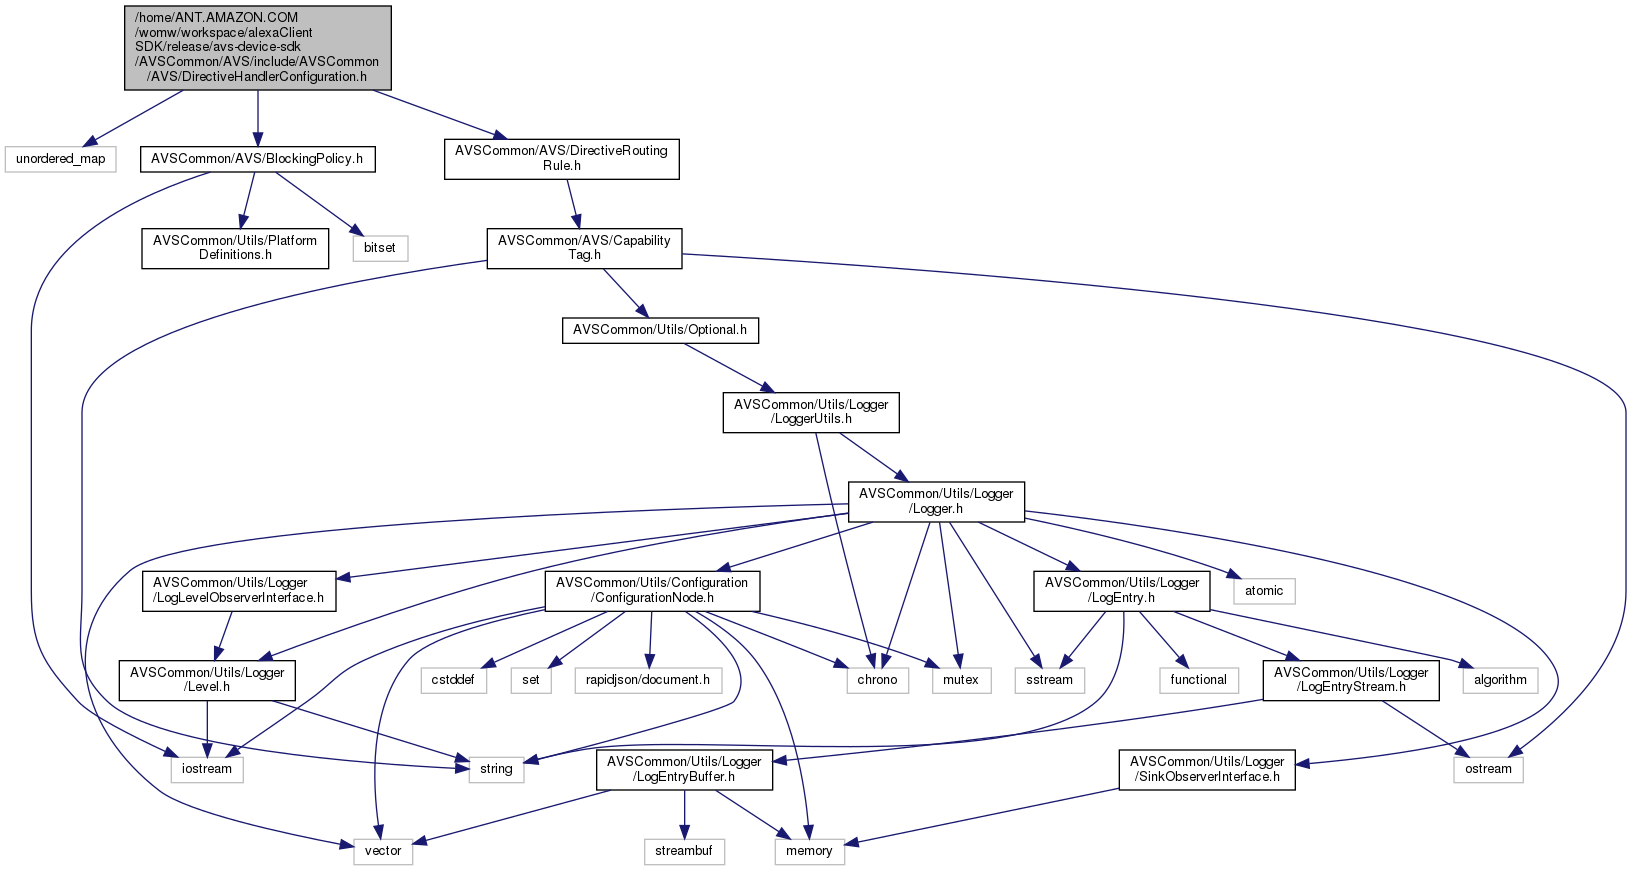 /home/ANT.AMAZON.COM
/womw/workspace/alexaClient
SDK/release/avs-device-sdk
/AVSCommon/AVS/include/AVSCommon
/AVS/DirectiveHandlerConfiguration.h
unordered_map
AVSCommon/AVS/BlockingPolicy.h
AVSCommon/AVS/DirectiveRouting
Rule.h
AVSCommon/Utils/Platform
Definitions.h
bitset
AVSCommon/AVS/Capability
Tag.h
AVSCommon/Utils/Optional.h
AVSCommon/Utils/Logger
/LoggerUtils.h
AVSCommon/Utils/Logger
/Logger.h
AVSCommon/Utils/Logger
/LogLevelObserverInterface.h
AVSCommon/Utils/Configuration
/ConfigurationNode.h
AVSCommon/Utils/Logger
/LogEntry.h
atomic
AVSCommon/Utils/Logger
/Level.h
cstddef
set
rapidjson/document.h
chrono
mutex
sstream
functional
AVSCommon/Utils/Logger
/LogEntryStream.h
algorithm
iostream
string
AVSCommon/Utils/Logger
/LogEntryBuffer.h
AVSCommon/Utils/Logger
/SinkObserverInterface.h
ostream
vector
streambuf
memory